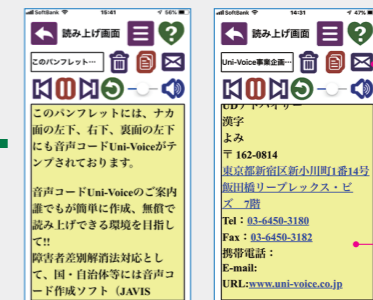 SoftBank 15:41 56%
読み上げ画面
?
このパンフレット…
このパンフレットには、ナカ
面の左下、右下、裏面の左下
にも音声コードUni-Voiceがテ
ンプされております。
音声コードUni-Voiceのご案内
誰でもが簡単に作成、無償で
読み上げできる環境を目指し
て!!
障害者差別解消法対応とし
て、国・自治体等には音声コ
ード作成ソフト（JAVIS
SoftBank 14:31 47%
読み上げ画面
?
Uni-Voice事業企画…
UDアドバイザー
漢字
よみ
〒 162-0814
東京都新宿区新小川町1番14号
飯田橋リープレックス・ビ
ズ 7階
Tel：03-6450-3180
Fax：03-6450-3182
携帯電話：
E-mail:
URL:www.uni-voice.co.jp